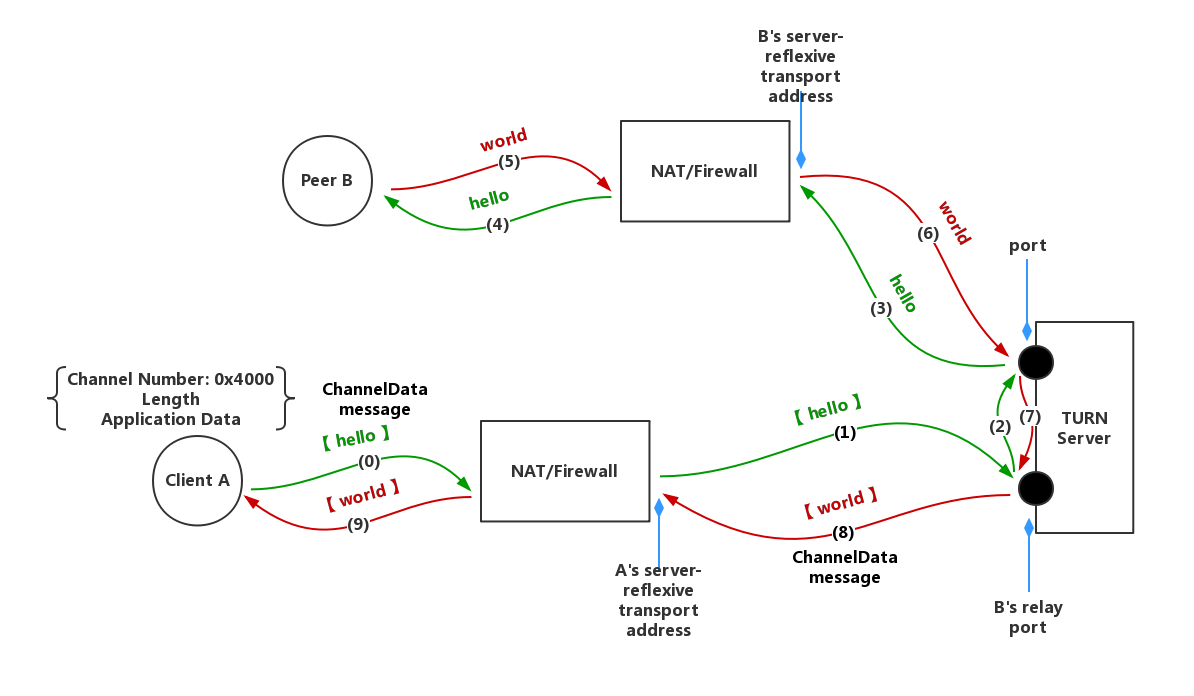 B's server-
reflexive
transport
address
world
(5)
Peer B
NAT/Firewall
hello
(4)
world
(6)
port
hello
(3)
Channel Number: 0x4000
Length
Application Data
ChannelData
message
【 hello 】
(0)
Client A
【 world 】
(9)
NAT/Firewall
【 hello 】
(1)
(2)
(7)
TURN
Server
【 world 】
(8)
ChannelData
message
A's server-
reflexive
transport
address
B's relay
port